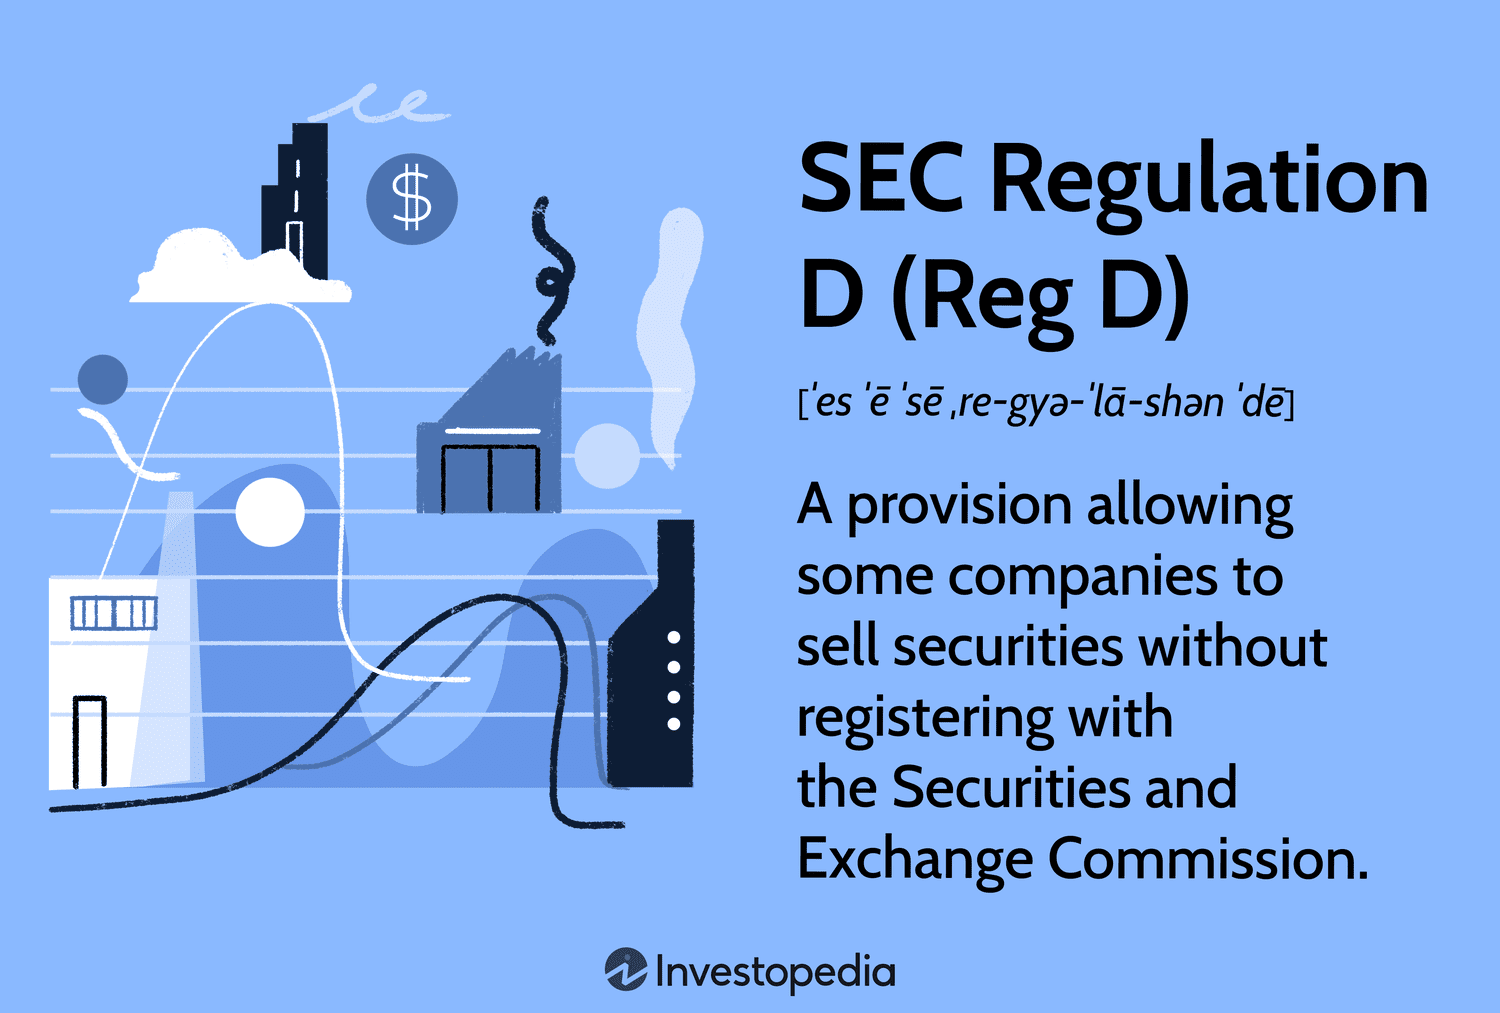 $
SEC Regulation
D (Reg D)
[ˈes ˈē ˈsē ˌre-gyə-ˈlā-shən ˈdē]
A provision allowing
some companies to
sell securities without
registering with
the Securities and
Exchange Commission.
Investopedia